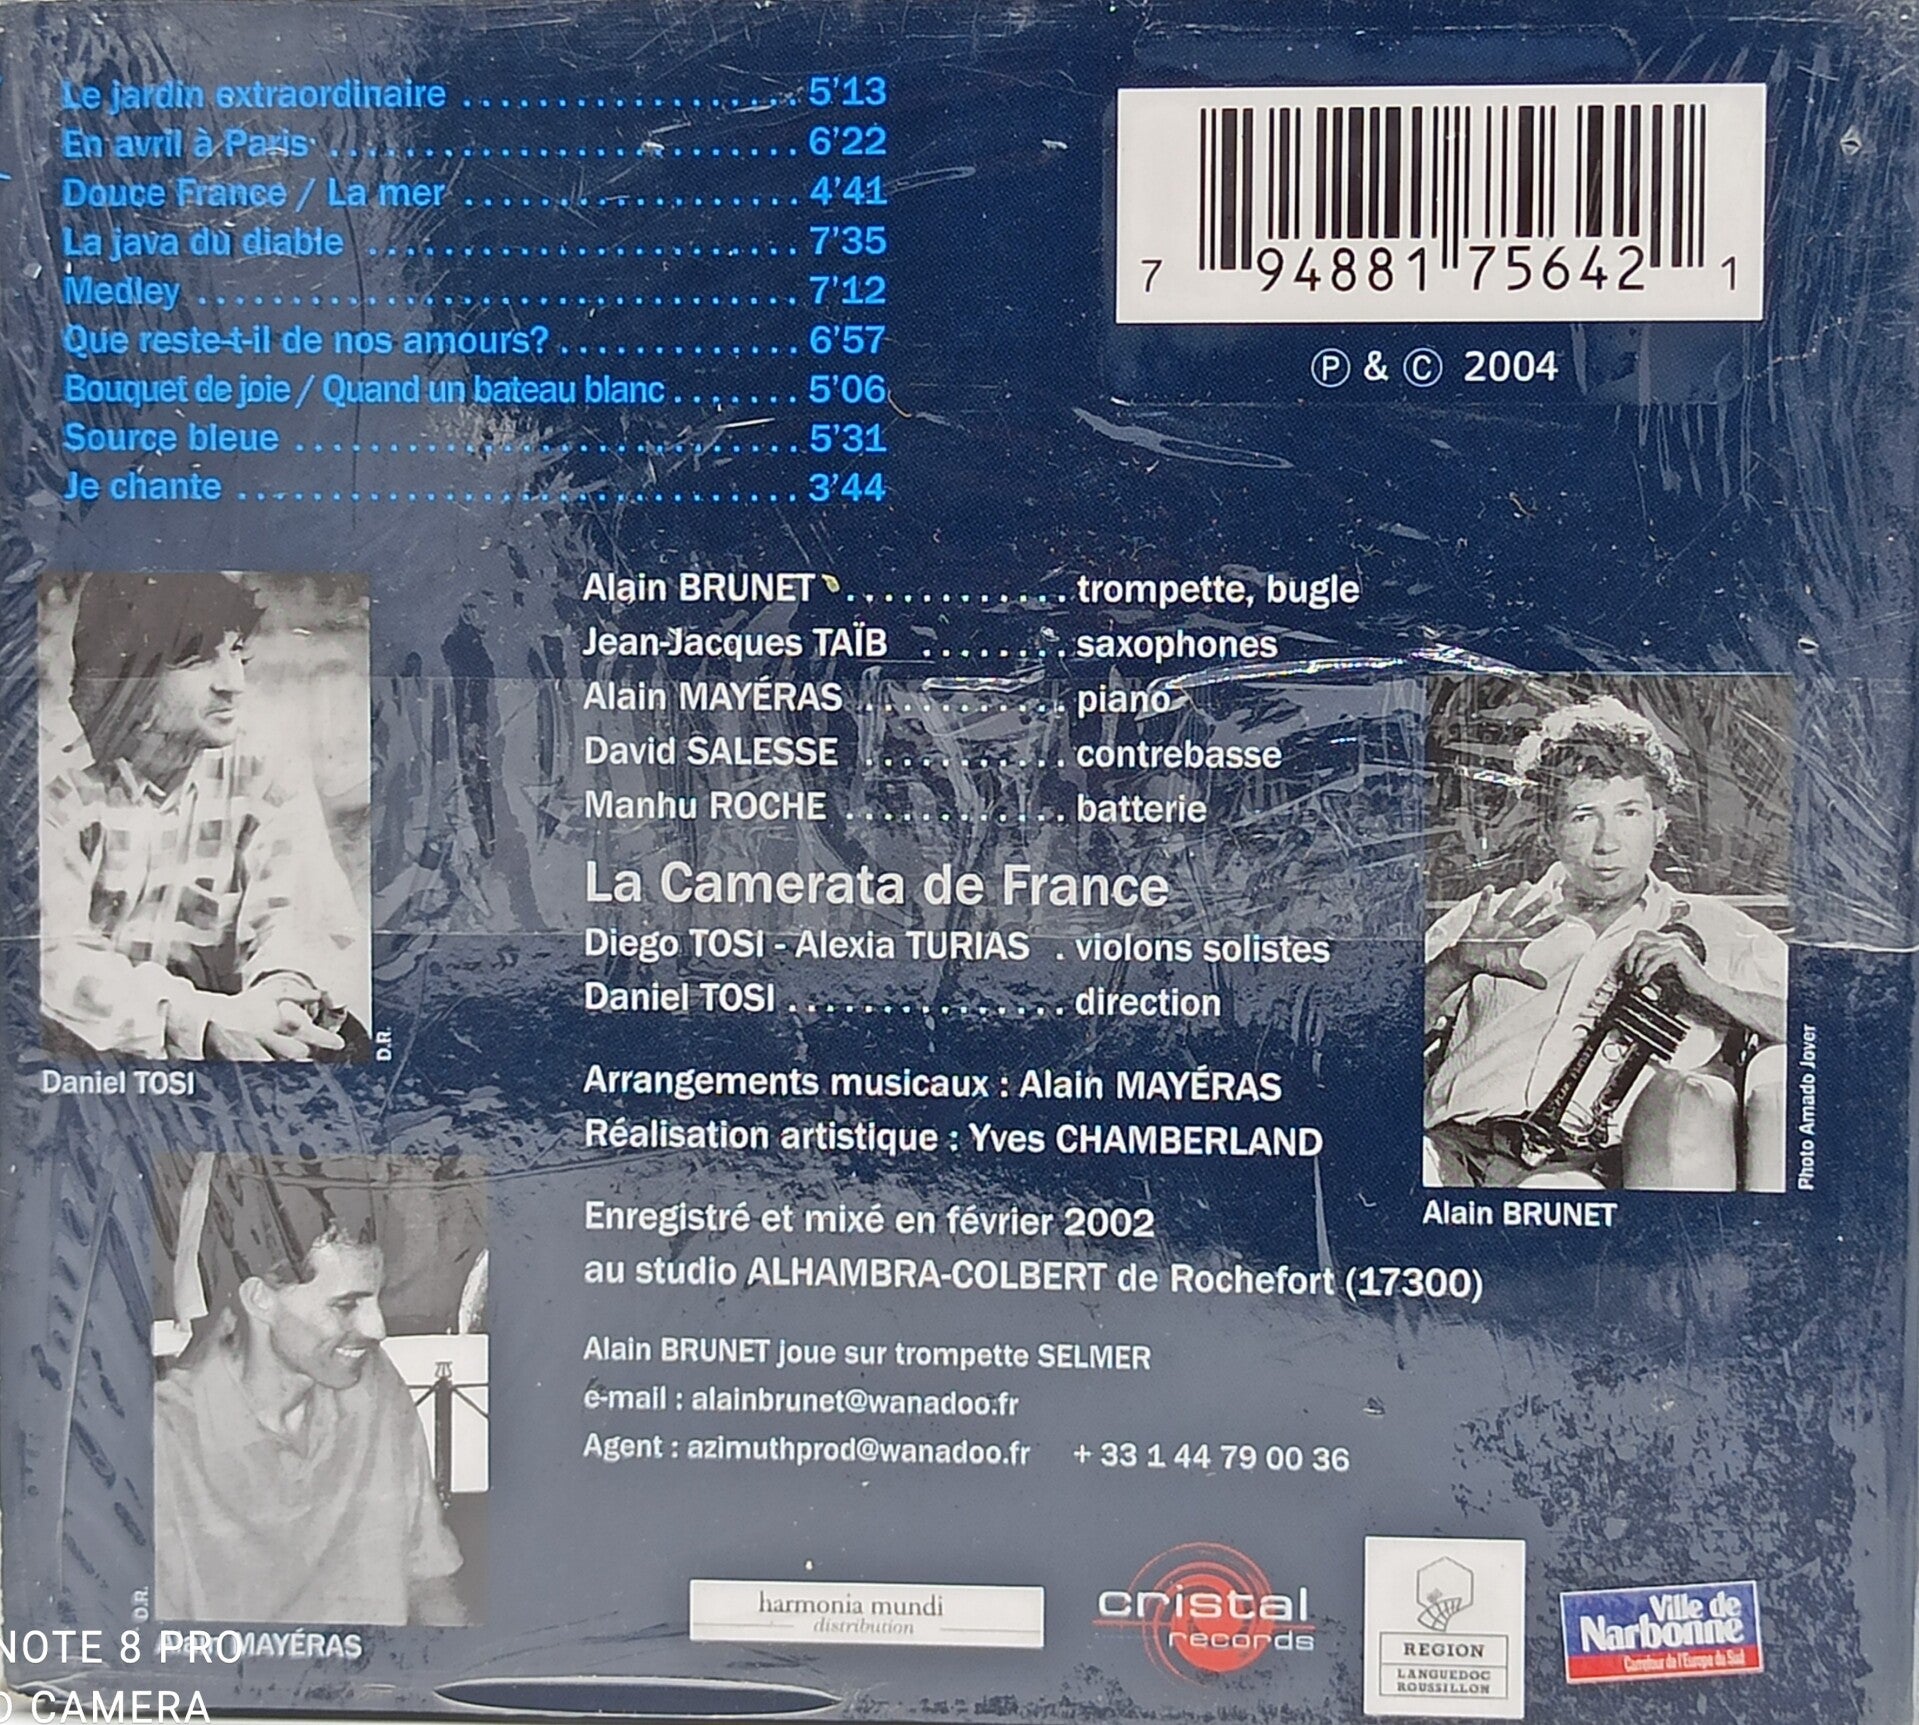 Le jardin extraordinaire .................. 5'13
En avril à Paris ......................... 6'22
Douce France / La mer .................. 4'41
La java du diable ....................... 7'35
Medley ................................ 7'12
Que reste-t-il de nos amours? ............. 6'57
Bouquet de joie / Quand un bateau blanc ....... 5'06
Source bleue ........................... 5'31
Je chante .............................. 3'44
7 94881 75642 1
Ⓟ & © 2004
Alain BRUNET ............ trompette, bugle
Jean-Jacques TAÏB ........ saxophones
Alain MAYÉRAS ........... piano
David SALESSE ........... contrebasse
Manhu ROCHE ............ batterie
La Camerata de France
Diego TOSI - Alexia TURIAS . violons solistes
Daniel TOSI ............... direction
Arrangements musicaux : Alain MAYÉRAS
Réalisation artistique : Yves CHAMBERLAND
Enregistré et mixé en février 2002
au studio ALHAMBRA-COLBERT de Rochefort (17300)
Alain BRUNET joue sur trompette SELMER
e-mail : alainbrunet@wanadoo.fr
Agent : azimuthprod@wanadoo.fr + 33 1 44 79 00 36
D.R.
Daniel TOSI
D.R.
Alain MAYÉRAS
Photo Amado Jover
Alain BRUNET
harmonia mundi
distribution
cristal
records
REGION
LANGUEDOC
ROUSSILLON
Ville de
Narbonne
Carrefour de l'Europe du Sud
NOTE 8 PRO
CAMERA